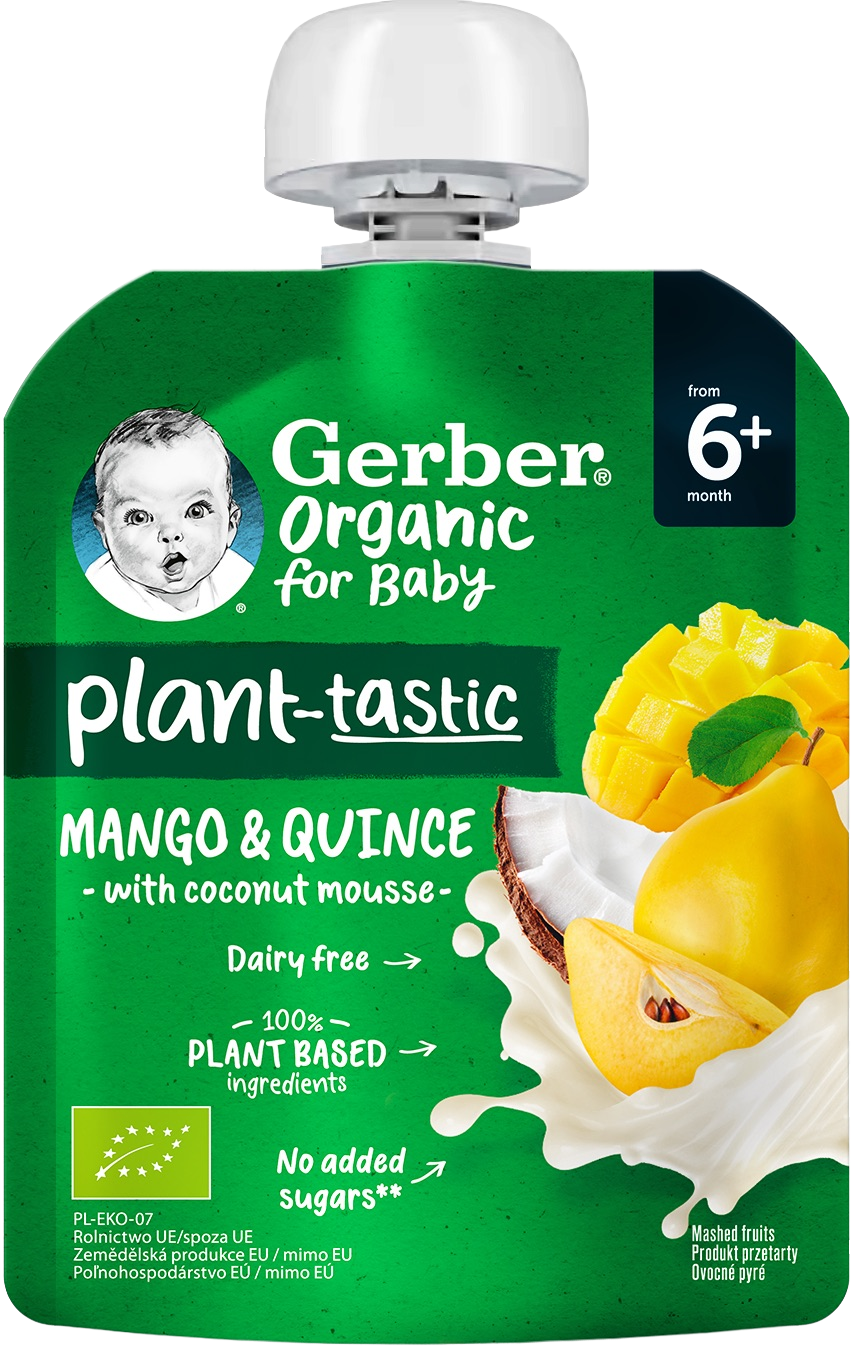 from
6+
month
Gerber®
Organic
for Baby
®
plant-tastic
MANGO & QUINCE
- with coconut mousse -
Dairy free
100%
PLANT BASED
ingredients
No added
sugars**
PL-EKO-07
Rolnictwo UE/spoza UE
Zemědělská produkce EU / mimo EU
Poľnohospodárstvo EÚ / mimo EÚ
Mashed fruits
Produkt przetarty
Ovocné pyré